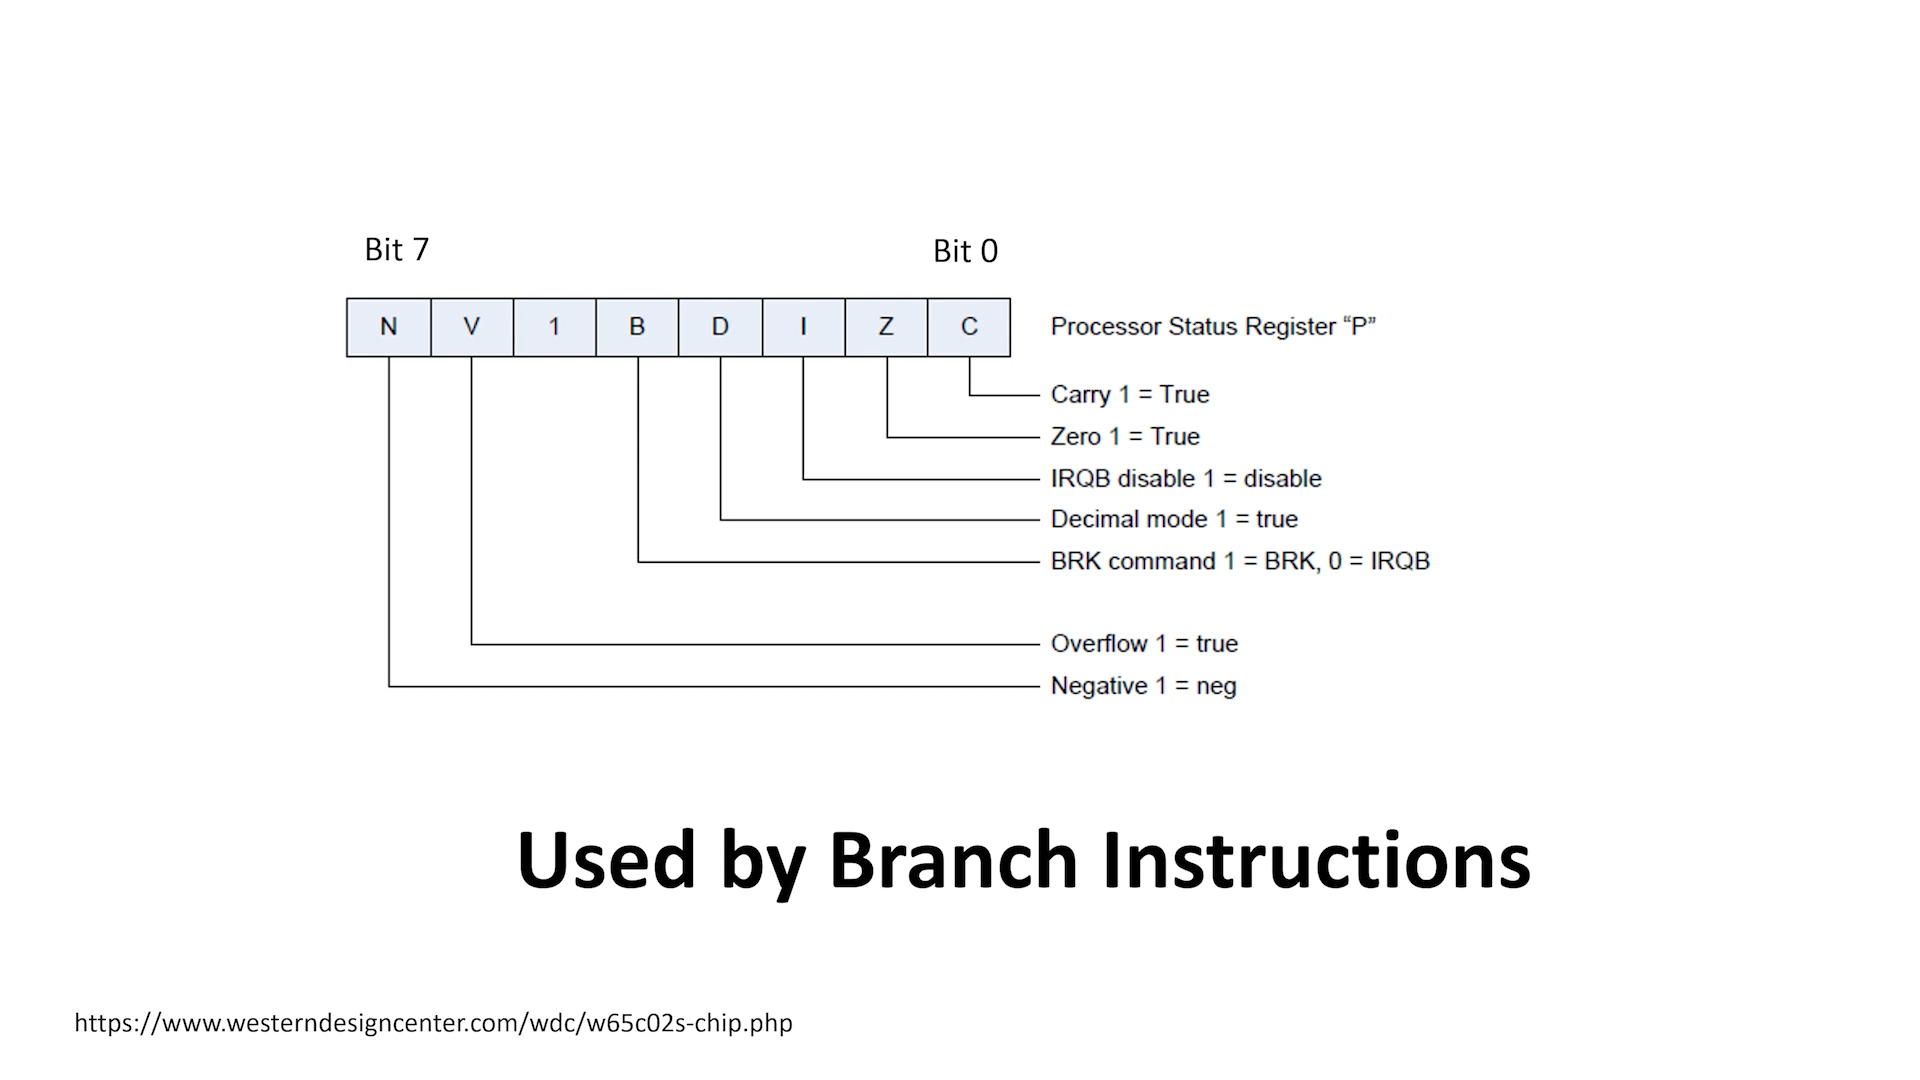 Bit 7 Bit 0
N V 1 B D I Z C Processor Status Register “P”
Carry 1 = True
Zero 1 = True
IRQB disable 1 = disable
Decimal mode 1 = true
BRK command 1 = BRK, 0 = IRQB
Overflow 1 = true
Negative 1 = neg
Used by Branch Instructions
https://www.westerndesigncenter.com/wdc/w65c02s-chip.php